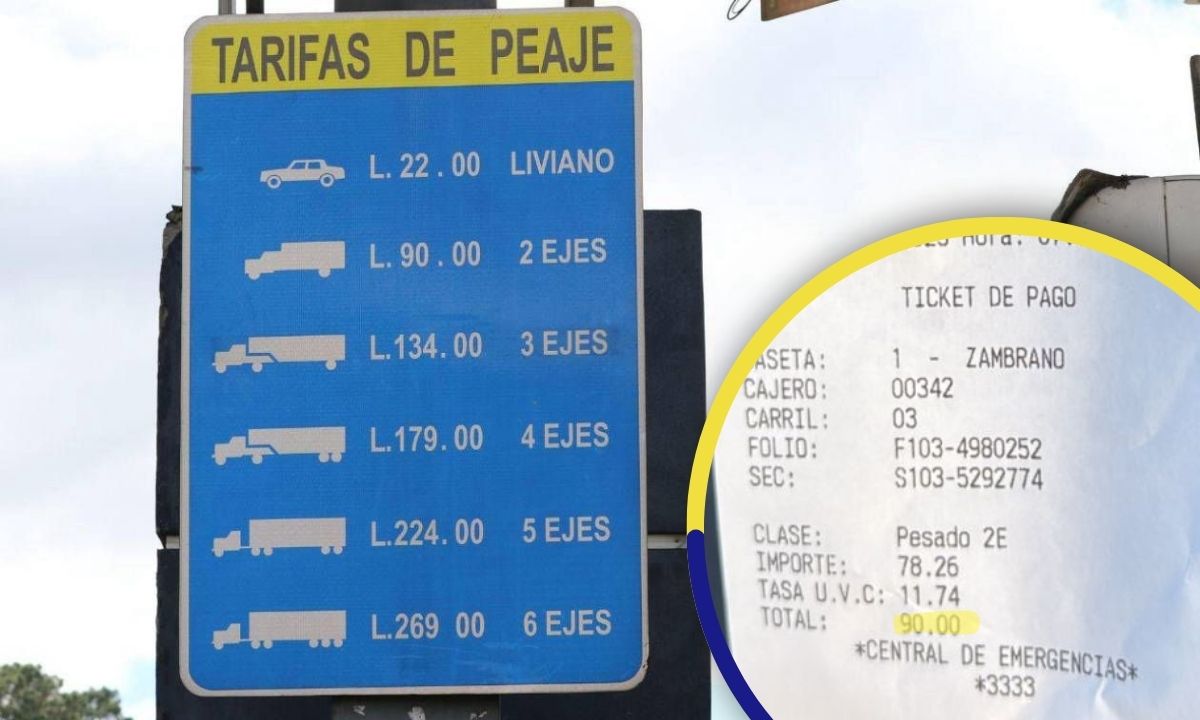 TARIFAS DE PEAJE
L. 22 . 00 LIVIANO
L. 90 . 00 2 EJES
L.134. 00 3 EJES
L.179. 00 4 EJES
L.224. 00 5 EJES
L.269 00 6 EJES
Hora:
TICKET DE PAGO
ASETA: 1 - ZAMBRANO
CAJERO: 00342
CARRIL: 03
FOLIO: F103-4980252
SEC: S103-5292774
CLASE: Pesado 2E
IMPORTE: 78.26
TASA U.V.C: 11.74
TOTAL: 90.00
*CENTRAL DE EMERGENCIAS*
*3333